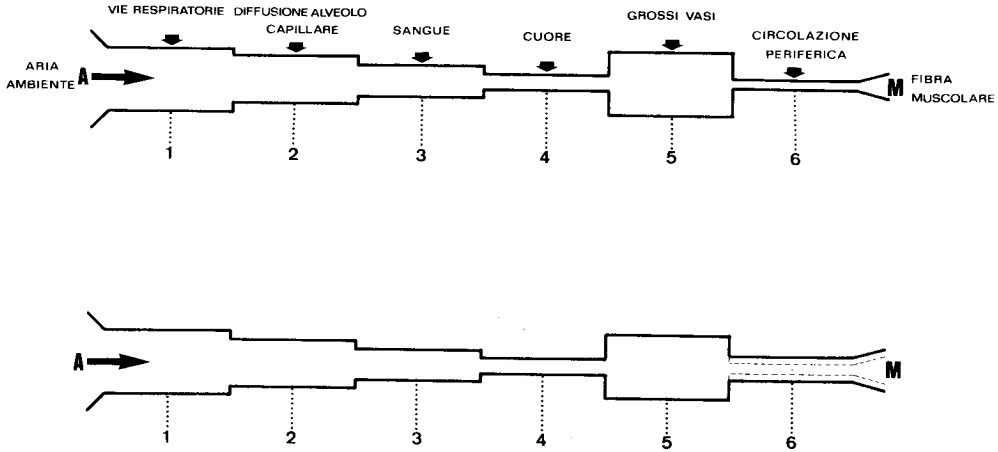 VIE RESPIRATORIE
DIFFUSIONE ALVEOLO
CAPILLARE
SANGUE
CUORE
GROSSI VASI
CIRCOLAZIONE
PERIFERICA
ARIA
AMBIENTE
A
M
FIBRA
MUSCOLARE
1 2 3 4 5 6
A
M
1 2 3 4 5 6